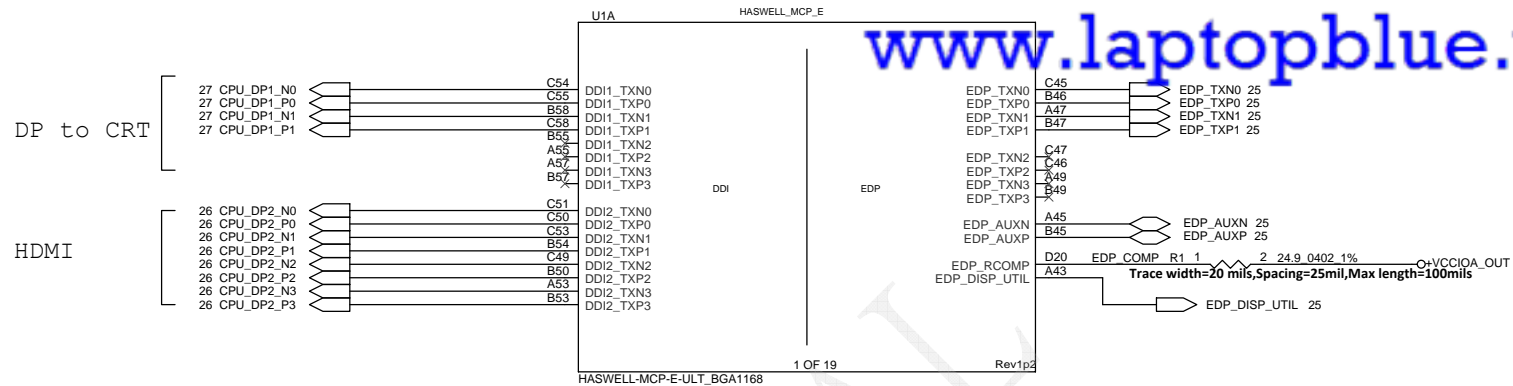 U1A
HASWELL_MCP_E
www.laptopblue.
DP to CRT
27 CPU_DP1_N0 C54 DDI1_TXN0
27 CPU_DP1_P0 C55 DDI1_TXP0
27 CPU_DP1_N1 B58 DDI1_TXN1
27 CPU_DP1_P1 C58 DDI1_TXP1
B55 DDI1_TXN2
A55 DDI1_TXP2
A57 DDI1_TXN3
B57 DDI1_TXP3
HDMI
26 CPU_DP2_N0 C51 DDI2_TXN0
26 CPU_DP2_P0 C50 DDI2_TXP0
26 CPU_DP2_N1 C53 DDI2_TXN1
26 CPU_DP2_P1 B54 DDI2_TXP1
26 CPU_DP2_N2 C49 DDI2_TXN2
26 CPU_DP2_P2 B50 DDI2_TXP2
26 CPU_DP2_N3 A53 DDI2_TXN3
26 CPU_DP2_P3 B53 DDI2_TXP3
DDI
EDP
EDP_TXN0 C45 EDP_TXN0 25
EDP_TXP0 B46 EDP_TXP0 25
EDP_TXN1 A47 EDP_TXN1 25
EDP_TXP1 B47 EDP_TXP1 25
EDP_TXN2 C47
EDP_TXP2 C46
EDP_TXN3 A49
EDP_TXP3 B49
EDP_AUXN A45 EDP_AUXN 25
EDP_AUXP B45 EDP_AUXP 25
EDP_RCOMP D20 EDP_COMP R1 1 2 24.9_0402_1% +VCCIOA_OUT
Trace width=20 mils,Spacing=25mil,Max length=100mils
EDP_DISP_UTIL A43 EDP_DISP_UTIL 25
1 OF 19
Rev1p2
HASWELL-MCP-E-ULT_BGA1168